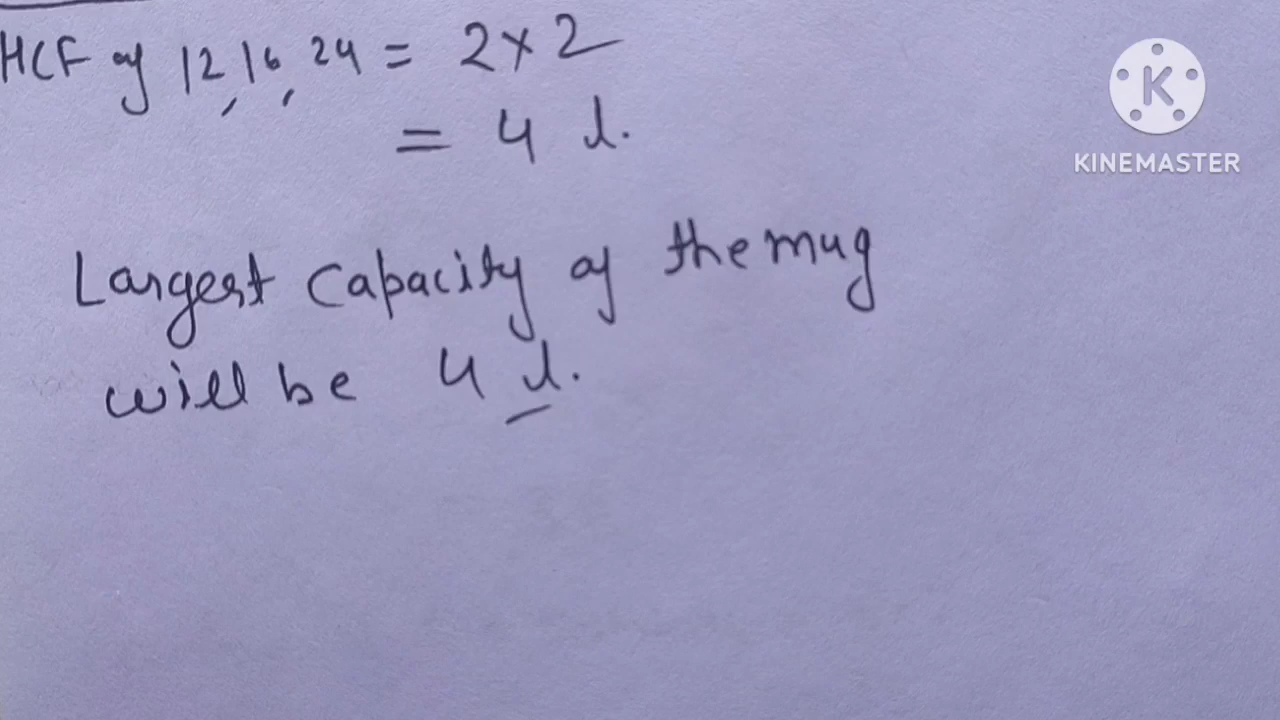 HCF of 12, 16, 24 = 2×2
= 4 l.
Largest capacity of the mug
will be 4 l.
K
KINEMASTER